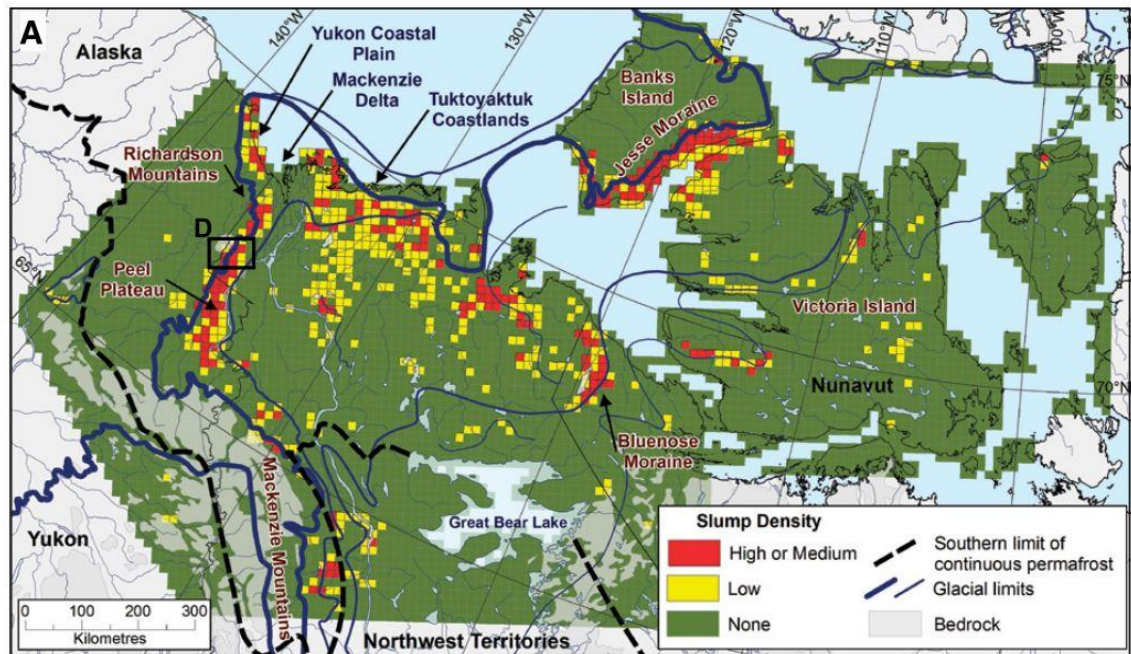 A
Alaska
140°W
130°W
120°W
110°W
100°W
75°N
70°N
65°N
Yukon Coastal
Plain
Mackenzie
Delta
Tuktoyaktuk
Coastlands
Banks
Island
Jesse Moraine
Richardson
Mountains
D
Peel
Plateau
Victoria Island
Nunavut
Bluenose
Moraine
Mackenzie Mountains
Great Bear Lake
Yukon
Northwest Territories
0 100 200 300
Kilometres
Slump Density
High or Medium
Low
None
Southern limit of
continuous permafrost
Glacial limits
Bedrock